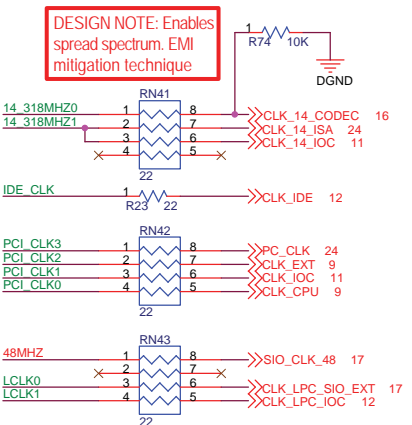 DESIGN NOTE: Enables
spread spectrum. EMI
mitigation technique
1
R74 10K
DGND
RN41
14_318MHZ0 1 8 CLK_14_CODEC 16
14_318MHZ1 2 7 CLK_14_ISA 24
3 6 CLK_14_IOC 11
4 5
22
IDE_CLK 1 CLK_IDE 12
R23 22
RN42
PCI_CLK3 1 8 PC_CLK 24
PCI_CLK2 2 7 CLK_EXT 9
PCI_CLK1 3 6 CLK_IOC 11
PCI_CLK0 4 5 CLK_CPU 9
22
RN43
48MHZ 1 8 SIO_CLK_48 17
2 7
LCLK0 3 6 CLK_LPC_SIO_EXT 17
LCLK1 4 5 CLK_LPC_IOC 12
22